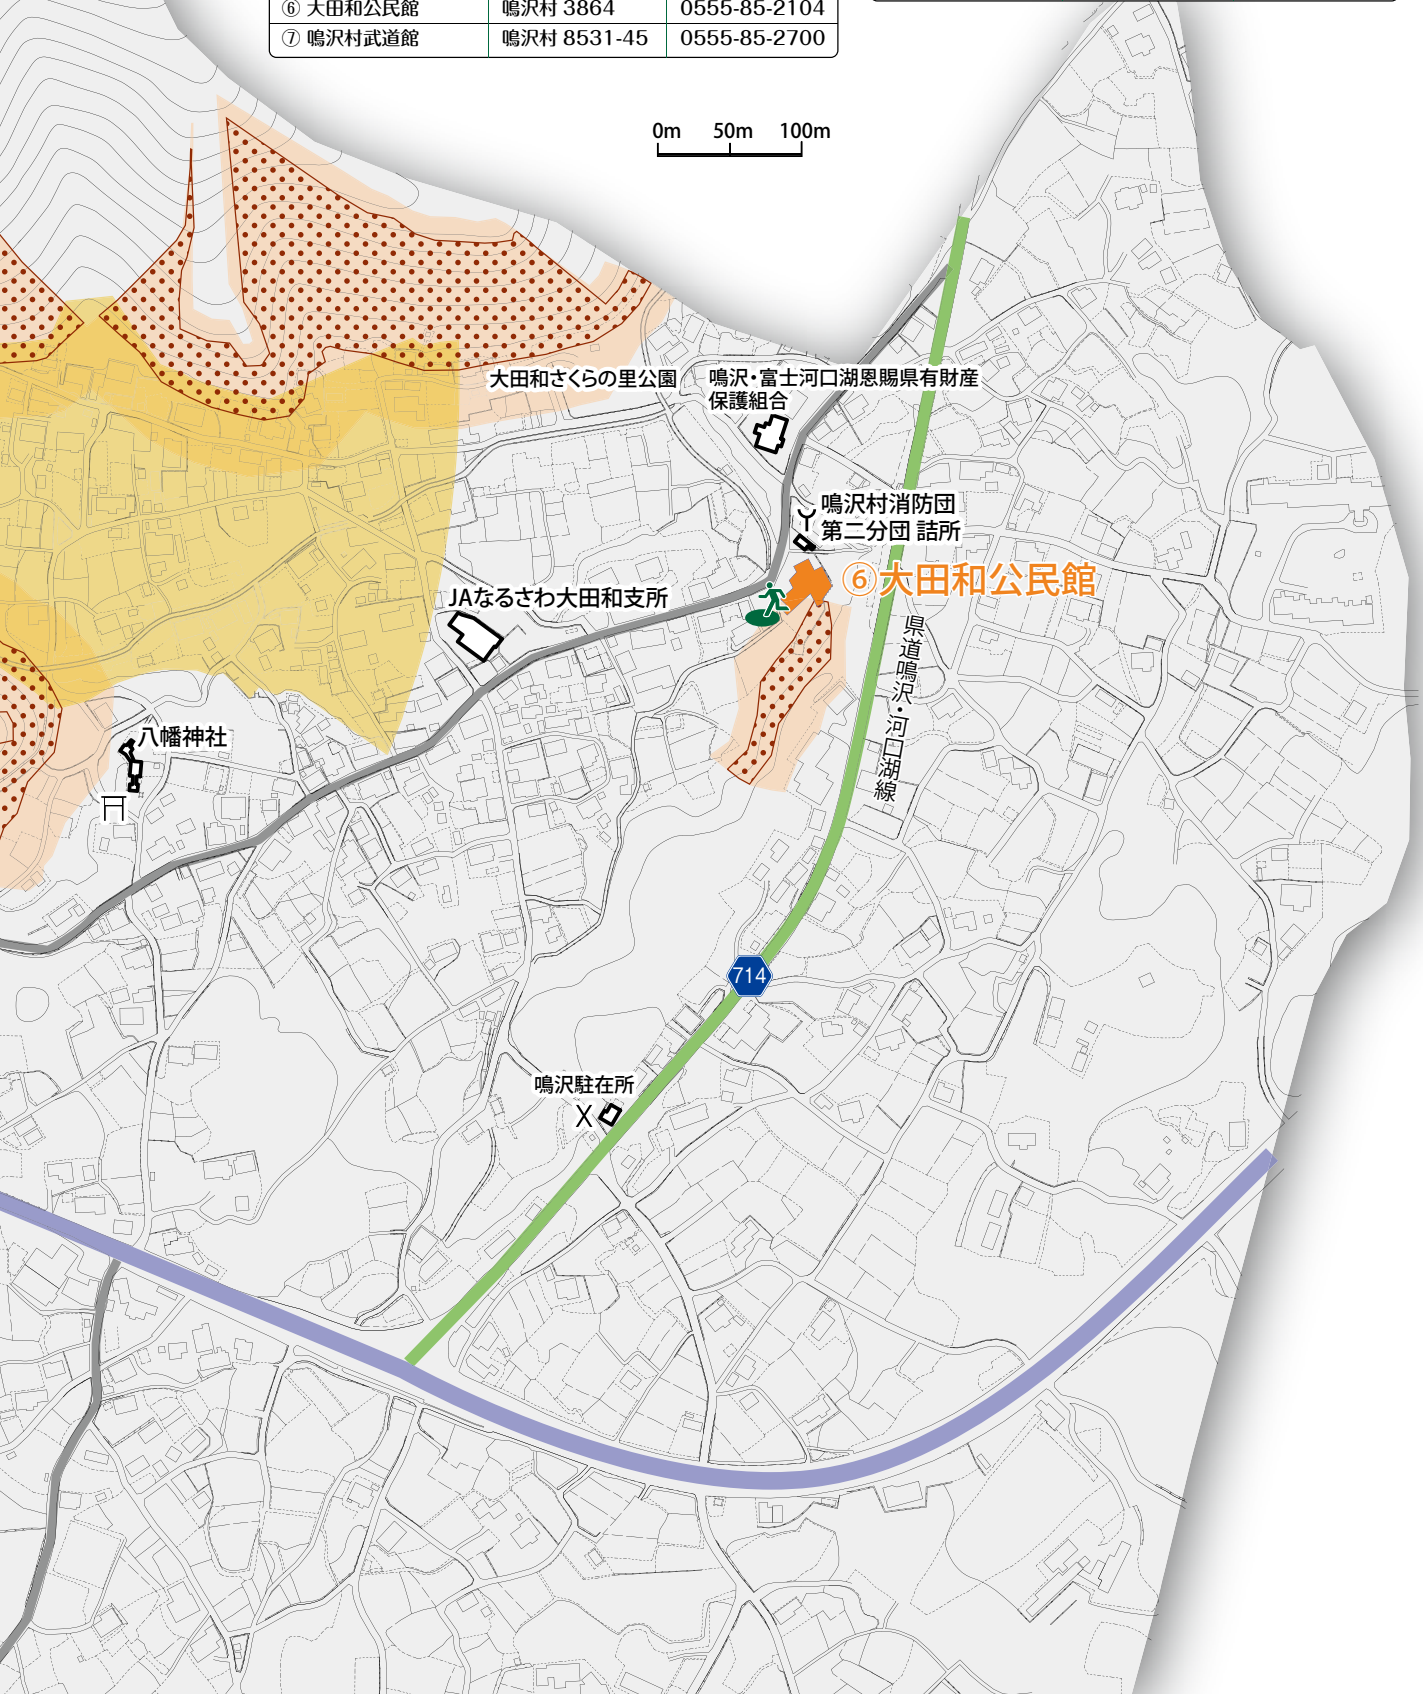 ⑥ 大田和公民館 鳴沢村 3864 0555-85-2104
⑦ 鳴沢村武道館 鳴沢村 8531-45 0555-85-2700
0m 50m 100m
大田和さくらの里公園
鳴沢・富士河口湖恩賜県有財産
保護組合
鳴沢村消防団
第二分団 詰所
⑥大田和公民館
JAなるさわ大田和支所
県道鳴沢・河口湖線
八幡神社
714
鳴沢駐在所